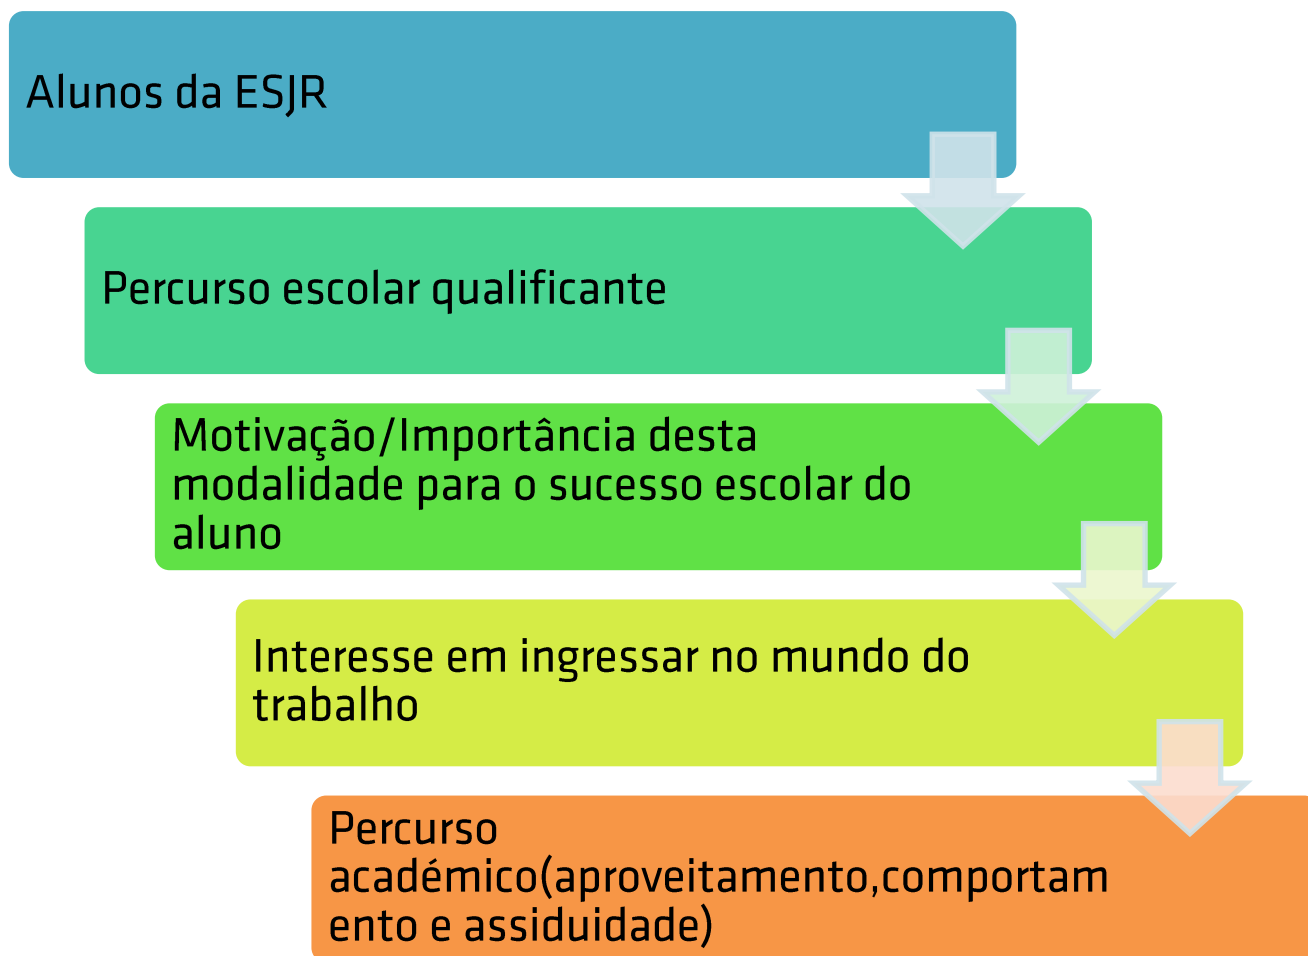 Alunos da ESJR
Percurso escolar qualificante
Motivação/Importância desta
modalidade para o sucesso escolar do
aluno
Interesse em ingressar no mundo do
trabalho
Percurso
académico(aproveitamento,comportam
ento e assiduidade)